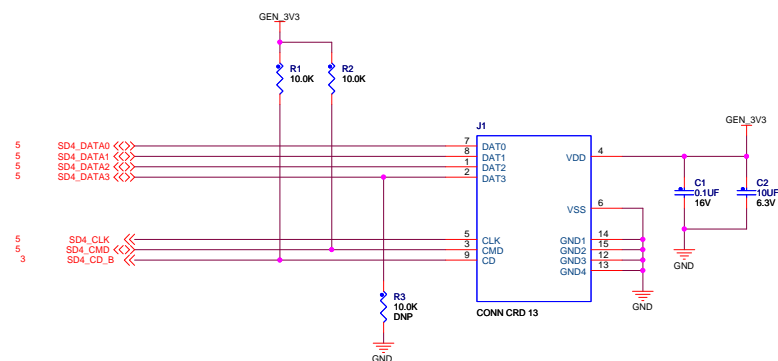 GEN_3V3
R1
10.0K
R2
10.0K
J1
GEN_3V3
5 SD4_DATA0 7 DAT0
5 SD4_DATA1 8 DAT1
5 SD4_DATA2 1 DAT2
5 SD4_DATA3 2 DAT3
VDD 4
C1
0.1UF
16V
C2
10UF
6.3V
VSS 6
5 SD4_CLK 5 CLK
5 SD4_CMD 3 CMD
3 SD4_CD_B 9 CD
GND1 14
GND2 15
GND3 12
GND4 13
GND
GND
R3
10.0K
DNP
CONN CRD 13
GND